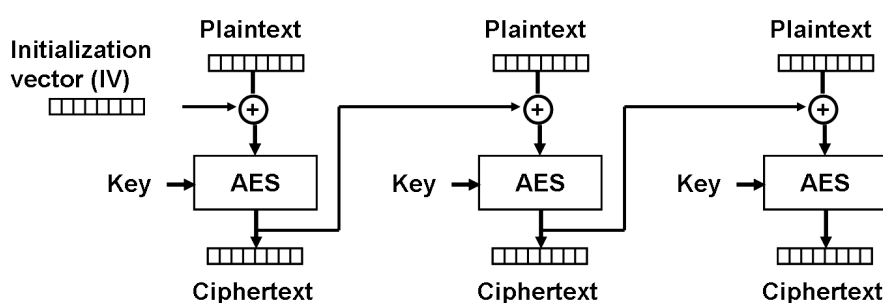 Plaintext
Plaintext
Plaintext
Initialization
vector (IV)
+
+
+
Key
AES
Key
AES
Key
AES
Ciphertext
Ciphertext
Ciphertext